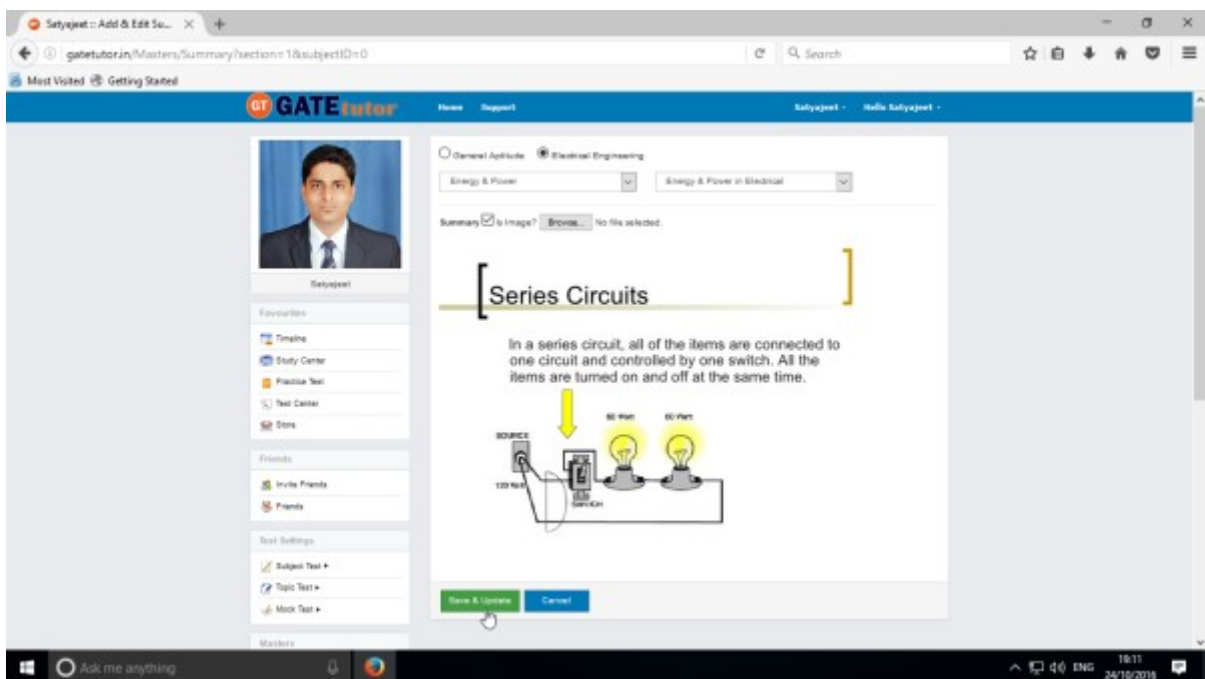 Satyajeet :: Add & Edit Su...
gatetutor.in/Masters/Summary?section=1&subjectID=0
Search
Most Visited Getting Started
GT GATEtutor Home Support Satyajeet Hello Satyajeet
General Aptitude Electrical Engineering
Energy & Power Energy & Power in Electrical
Summary Is Image? Browse... No file selected.
Satyajeet
Favourites
Timeline
Study Center
Practice Test
Test Center
Store
Friends
Invite Friends
Friends
Test Settings
Subject Test
Topic Test
Mock Test
Masters
Series Circuits
In a series circuit, all of the items are connected to
one circuit and controlled by one switch. All the
items are turned on and off at the same time.
60 Watt 60 Watt
SOURCE
120 Volt
SWITCH
Save & Update Cancel
Ask me anything
ENG
19:11
24/10/2016